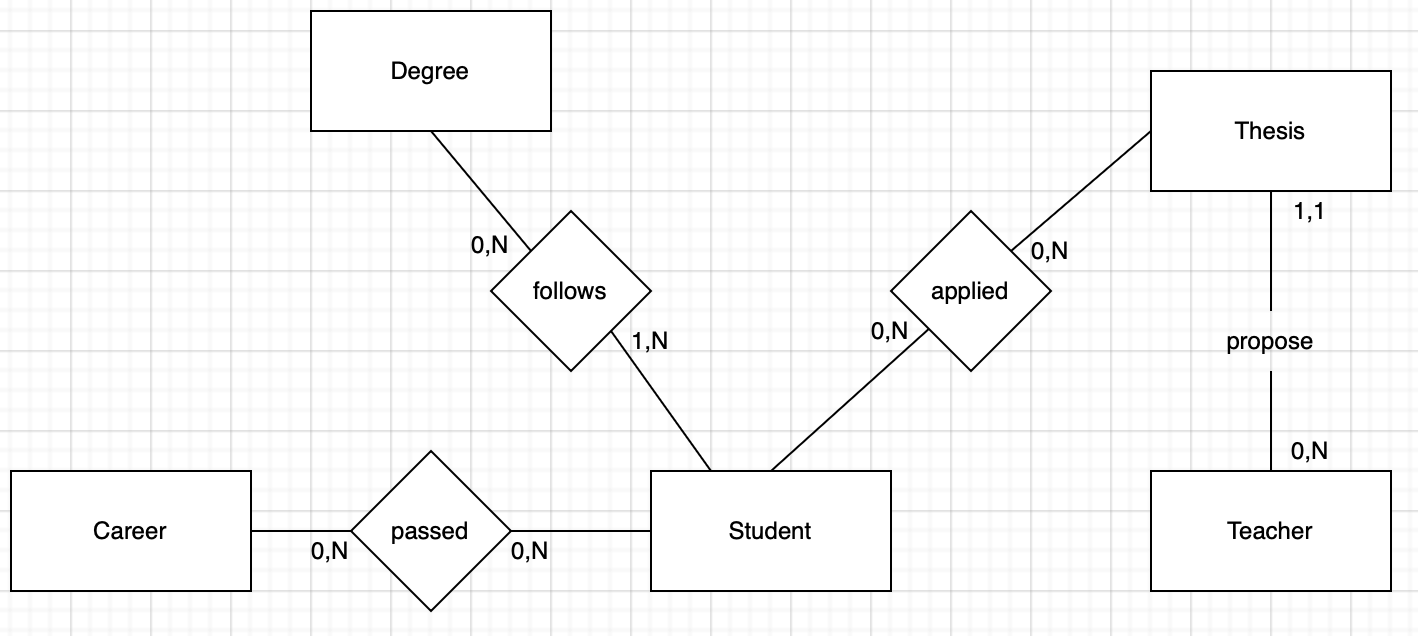 Degree
Thesis
1,1
0,N
0,N
follows
applied
0,N
1,N
propose
0,N
Career
passed
Student
Teacher
0,N
0,N